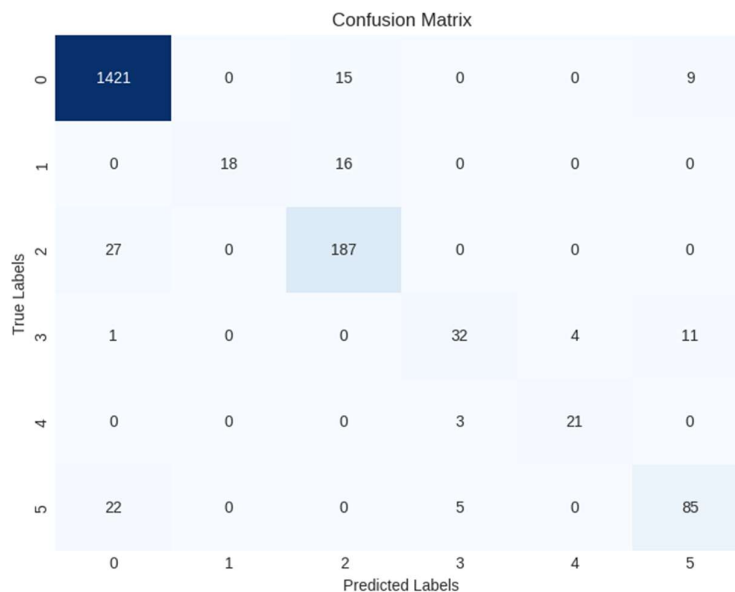 Confusion Matrix
True Labels
0 1421 0 15 0 0 9
1 0 18 16 0 0 0
2 27 0 187 0 0 0
3 1 0 0 32 4 11
4 0 0 0 3 21 0
5 22 0 0 5 0 85
0 1 2 3 4 5
Predicted Labels